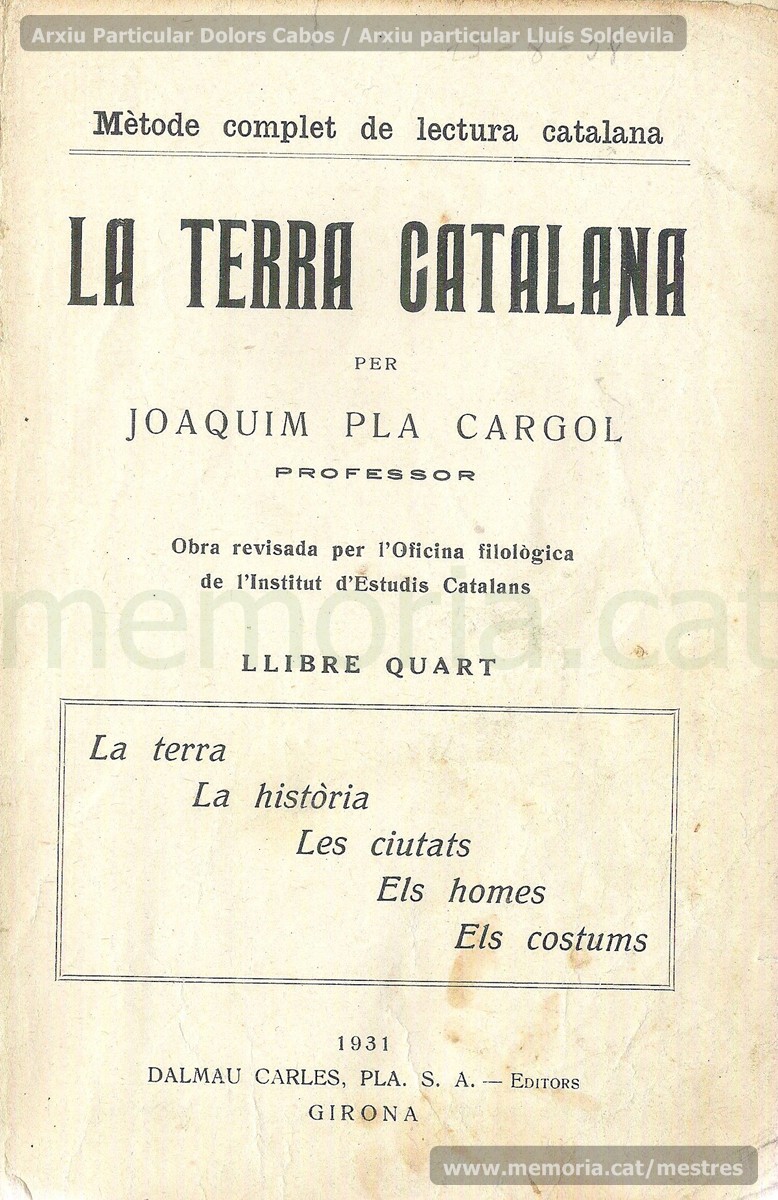 Arxiu Particular Dolors Cabos / Arxiu particular Lluís Soldevila
Mètode complet de lectura catalana
LA TERRA CATALANA
PER
JOAQUIM PLA CARGOL
PROFESSOR
Obra revisada per l'Oficina filològica
de l'Institut d'Estudis Catalans
memoria.cat
LLIBRE QUART
La terra
La història
Les ciutats
Els homes
Els costums
1931
DALMAU CARLES, PLA. S. A. — EDITORS
GIRONA
www.memoria.cat/mestres